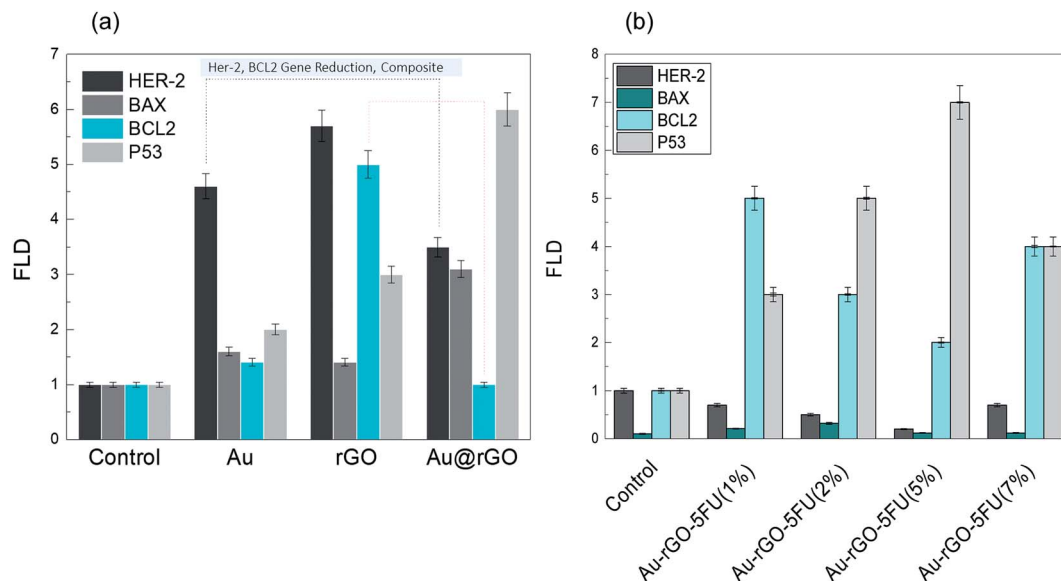 (a)
7
6
5
4
3
2
1
0
FLD
HER-2
BAX
BCL2
P53
Her-2, BCL2 Gene Reduction, Composite
Control
Au
rGO
Au@rGO
(b)
8
7
6
5
4
3
2
1
0
FLD
HER-2
BAX
BCL2
P53
Control
Au-rGO-5FU(1%)
Au-rGO-5FU(2%)
Au-rGO-5FU(5%)
Au-rGO-5FU(7%)